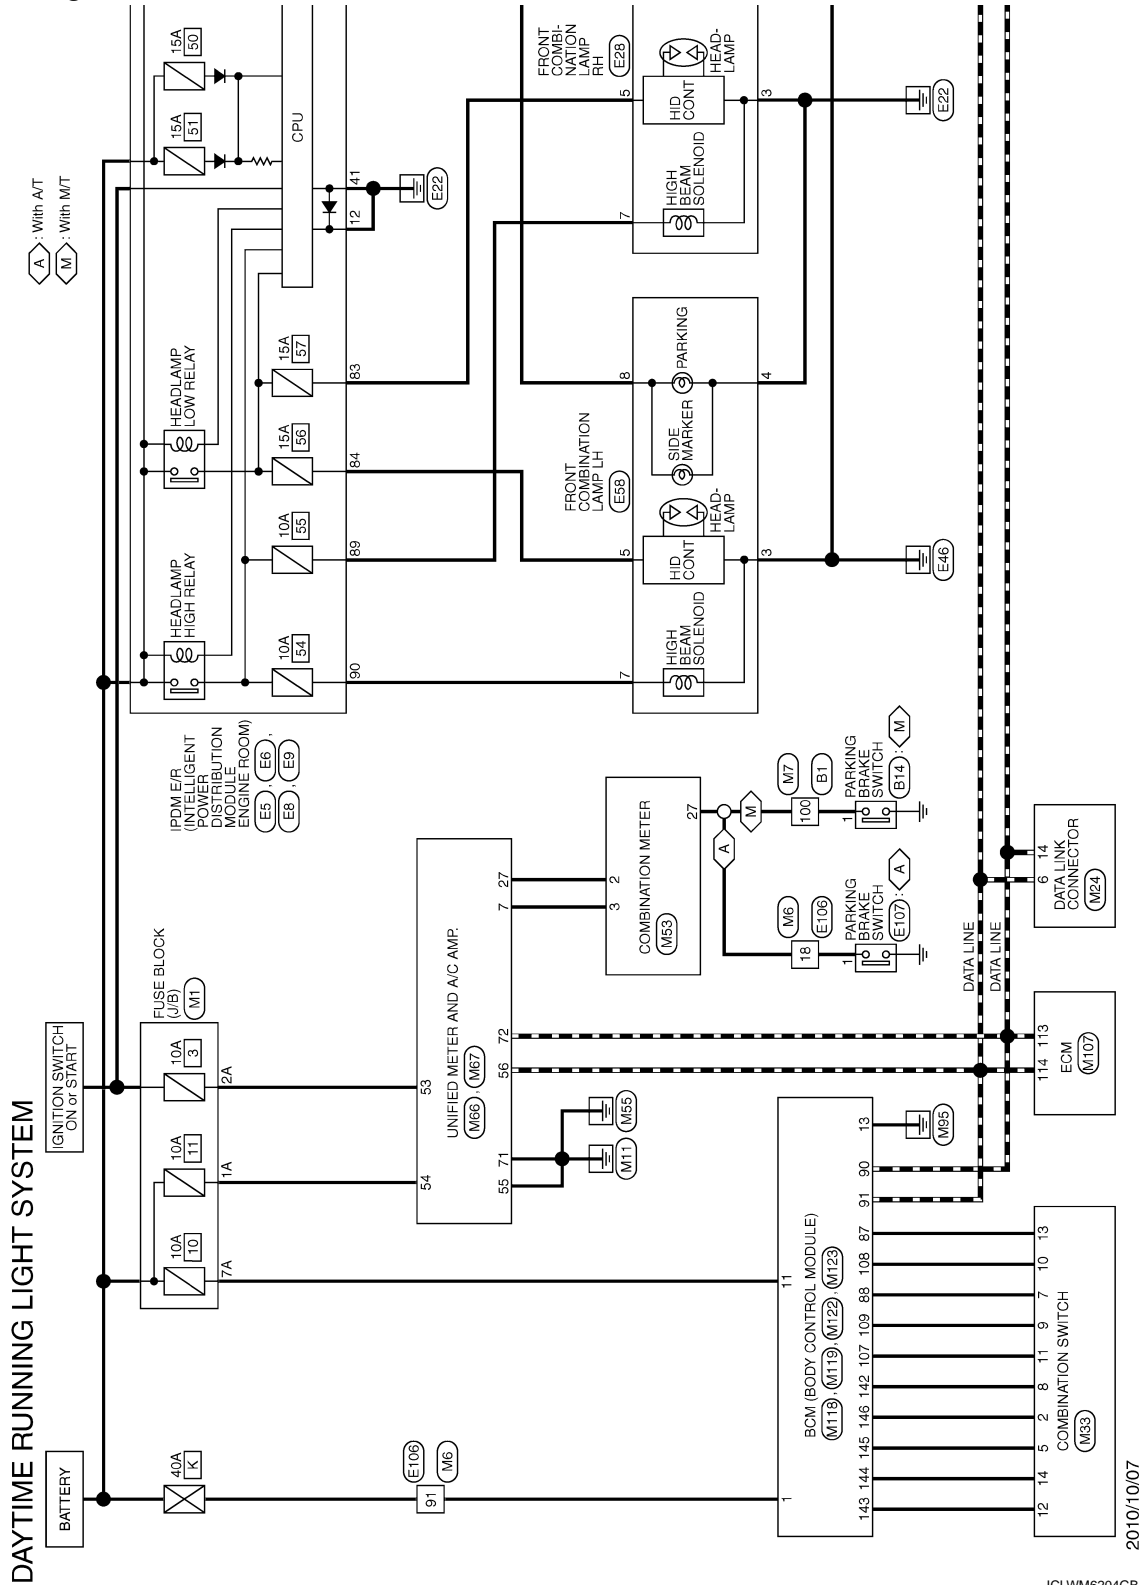 DAYTIME RUNNING LIGHT SYSTEM
BATTERY
IGNITION SWITCH
ON or START
A : With A/T
M : With M/T
40A
K
10A
10
10A
11
10A
3
FUSE BLOCK
(J/B)
M1
7A
1A
2A
IPDM E/R
(INTELLIGENT
POWER
DISTRIBUTION
MODULE
ENGINE ROOM)
E5 , E6 ,
E8 , E9
HEADLAMP
HIGH RELAY
HEADLAMP
LOW RELAY
10A
54
10A
55
15A
56
15A
57
15A
51
15A
50
CPU
90
89
84
83
12
41
E22
E106
M6
91
54
53
UNIFIED METER AND A/C AMP.
M66 , M67
55
71
56
72
7
27
M11
M55
3
2
COMBINATION METER
M53
27
A
M
M6
E106
18
M7
B1
100
1
PARKING
BRAKE
SWITCH
E107 : A
1
PARKING
BRAKE
SWITCH
B14 : M
FRONT
COMBINATION
LAMP LH
E58
7
5
8
HIGH
BEAM
SOLENOID
HID
CONT
HEAD-
LAMP
SIDE
MARKER
PARKING
3
4
E46
FRONT
COMBI-
NATION
LAMP
RH
E28
7
5
HIGH
BEAM
SOLENOID
HID
CONT
HEAD-
LAMP
3
E22
1
11
BCM (BODY CONTROL MODULE)
M118 , M119 , M122 , M123
143
144
145
146
142
107
109
88
108
87
91
90
13
M95
DATA LINE
DATA LINE
12
14
5
2
8
11
9
7
10
13
COMBINATION SWITCH
M33
114
113
ECM
M107
6
14
DATA LINK
CONNECTOR
M24
2010/10/07